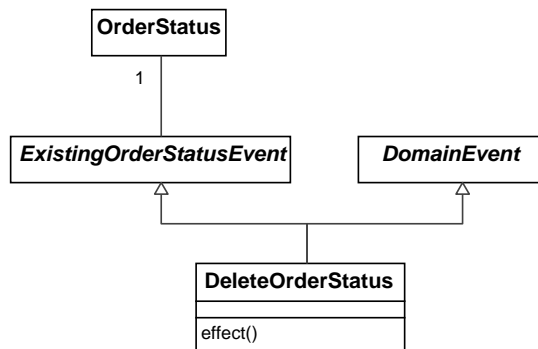 OrderStatus
1
ExistingOrderStatusEvent
DomainEvent
DeleteOrderStatus
effect()